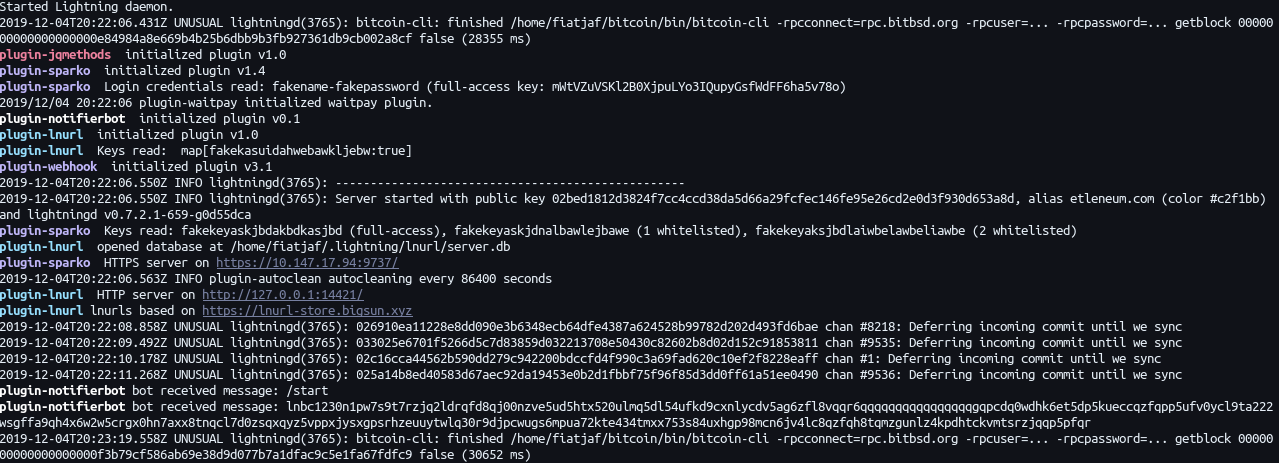 Started Lightning daemon.
2019-12-04T20:22:06.431Z UNUSUAL lightningd(3765): bitcoin-cli: finished /home/fiatjaf/bitcoin/bin/bitcoin-cli -rpcconnect=rpc.bitbsd.org -rpcuser=... -rpcpassword=... getblock 00000
00000000000000e84984a8e669b4b25b6dbb9b3fb927361db9cb002a8cf false (28355 ms)
plugin-jqmethods initialized plugin v1.0
plugin-sparko initialized plugin v1.4
plugin-sparko Login credentials read: fakename-fakepassword (full-access key: mWtVZuVSKl2B0XjpuLYo3IQupyGsfWdFF6ha5v78o)
2019/12/04 20:22:06 plugin-waitpay initialized waitpay plugin.
plugin-notifierbot initialized plugin v0.1
plugin-lnurl initialized plugin v1.0
plugin-lnurl Keys read: map[fakekasuidahwebawkljebw:true]
plugin-webhook initialized plugin v3.1
2019-12-04T20:22:06.550Z INFO lightningd(3765): --------------------------------------------------
2019-12-04T20:22:06.550Z INFO lightningd(3765): Server started with public key 02bed1812d3824f7cc4ccd38da5d66a29fcfec146fe95e26cd2e0d3f930d653a8d, alias etleneum.com (color #c2f1bb)
and lightningd v0.7.2.1-659-g0d55dca
plugin-sparko Keys read: fakekeyaskjbdakbdkasjbd (full-access), fakekeyaskjdnalbawlejbawe (1 whitelisted), fakekeyaksjbdlaiwbelawbeliawbe (2 whitelisted)
plugin-lnurl opened database at /home/fiatjaf/.lightning/lnurl/server.db
plugin-sparko HTTPS server on https://10.147.17.94:9737/
2019-12-04T20:22:06.563Z INFO plugin-autoclean autocleaning every 86400 seconds
plugin-lnurl HTTP server on http://127.0.0.1:14421/
plugin-lnurl lnurls based on https://lnurl-store.bigsun.xyz
2019-12-04T20:22:08.858Z UNUSUAL lightningd(3765): 026910ea11228e8dd090e3b6348ecb64dfe4387a624528b99782d202d493fd6bae chan #8218: Deferring incoming commit until we sync
2019-12-04T20:22:09.492Z UNUSUAL lightningd(3765): 033025e6701f5266d5c7d83859d032213708e50430c82602b8d02d152c91853811 chan #9535: Deferring incoming commit until we sync
2019-12-04T20:22:10.178Z UNUSUAL lightningd(3765): 02c16cca44562b590dd279c942200bdccfd4f990c3a69fad620c10ef2f8228eaff chan #1: Deferring incoming commit until we sync
2019-12-04T20:22:11.268Z UNUSUAL lightningd(3765): 025a14b8ed40583d67aec92da19453e0b2d1fbbf75f96f85d3dd0ff61a51ee0490 chan #9536: Deferring incoming commit until we sync
plugin-notifierbot bot received message: /start
plugin-notifierbot bot received message: lnbc1230n1pw7s9t7rzjq2ldrqfd8qj00nzve5ud5htx520ulmq5dl54ufkd9cxnlycdv5ag6zfl8vqqr6qqqqqqqqqqqqqqqqgqpcdq0wdhk6et5dp5kueccqzfqpp5ufv0ycl9ta222
wsgffa9qh4x6w2w5crgx0hn7axx8tnqcl7d0zsqxqyz5vppxjysxgpsrhzeuuytwlq30r9djpcwugs6mpua72kte434tmxx753s84uxhgp98mcn6jv4lc8qzfqh8tqmzgunlz4kpdhtckvmtsrzjqqp5pfqr
2019-12-04T20:23:19.558Z UNUSUAL lightningd(3765): bitcoin-cli: finished /home/fiatjaf/bitcoin/bin/bitcoin-cli -rpcconnect=rpc.bitbsd.org -rpcuser=... -rpcpassword=... getblock 00000
00000000000000f3b79cf586ab69e38d9d077b7a1dfac9c5e1fa67fdfc9 false (30652 ms)